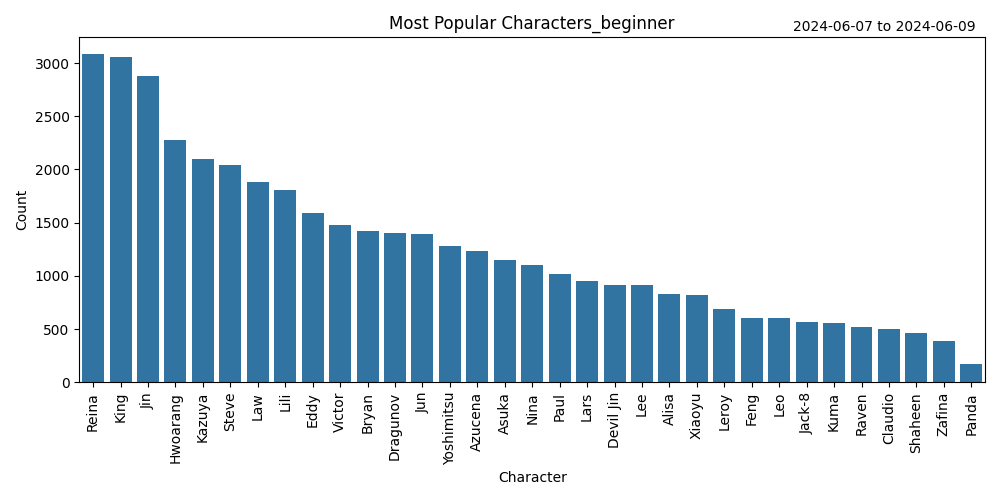 Most Popular Characters_beginner
2024-06-07 to 2024-06-09
Count
3000
2500
2000
1500
1000
500
0
Reina
King
Jin
Hwoarang
Kazuya
Steve
Law
Lili
Eddy
Victor
Bryan
Dragunov
Jun
Yoshimitsu
Azucena
Asuka
Nina
Paul
Lars
Devil Jin
Lee
Alisa
Xiaoyu
Leroy
Feng
Leo
Jack-8
Kuma
Raven
Claudio
Shaheen
Zafina
Panda
Character